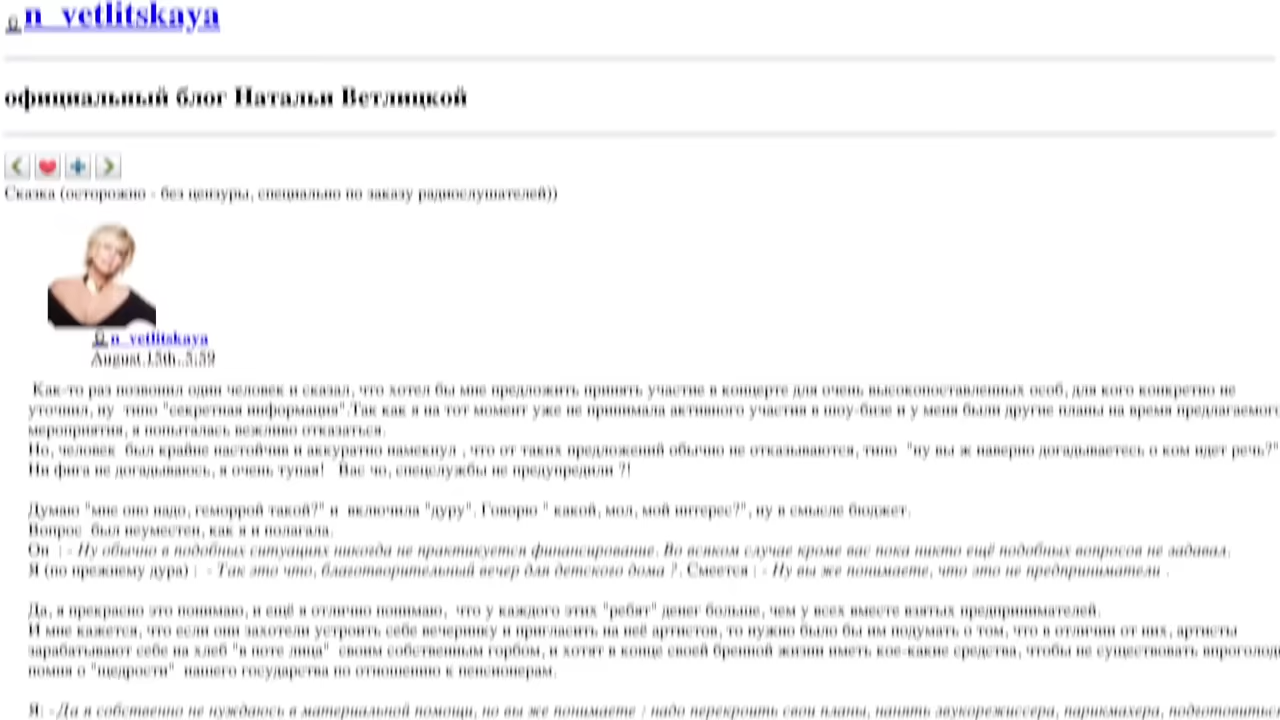 n_vetlitskaya
официальный блог Натальи Ветлицкой
Сказка (осторожно - без цензуры, специально по заказу радиослушателей))
n_vetlitskaya
August 15th, 5:59
Как-то раз позвонил один человек и сказал, что хотел бы мне предложить принять участие в концерте для очень высокопоставленных особ, для кого конкретно не
уточнил, ну типо "секретная информация".Так как я на тот момент уже не принимала активного участия в шоу-бизе и у меня были другие планы на время предлагаемого
мероприятия, я попыталась вежливо отказаться.
Но, человек был крайне настойчив и аккуратно намекнул , что от таких предложений обычно не отказываются, типо "ну вы ж наверно догадываетесь о ком идет речь?"
Ни фига не догадываюсь, я очень тупая! Вас чо, спецслужбы не предупредили ?!
Думаю "мне оно надо, геморрой такой?" и включила "дуру". Говорю " какой, мол, мой интерес?", ну в смысле бюджет.
Вопрос был неуместен, как я и полагала.
Он : - Ну обычно в подобных ситуациях никогда не практикуется финансирование. Во всяком случае кроме вас пока никто ещё подобных вопросов не задавал.
Я (по прежнему дура) : - Так это что, благотворительный вечер для детского дома ?. Смеется : - Ну вы же понимаете, что это не предприниматели .
Да, я прекрасно это понимаю, и ещё я отлично понимаю, что у каждого этих "ребят" денег больше, чем у всех вместе взятых предпринимателей.
И мне кажется, что если они захотели устроить себе вечеринку и пригласить на неё артистов, то нужно было бы им подумать о том, что в отличии от них, артисты
зарабатывают себе на хлеб "в поте лица" своим собственным горбом, и хотят в конце своей бренной жизни иметь кое-какие средства, чтобы не существовать впроголодь
помня о "щедрости" нашего государства по отношению к пенсионерам.
Я: -Да я собственно не нуждаюсь в материальной помощи, но вы же понимаете : надо перекроить свои планы, нанять звукорежиссера, парикмахера, подготовиться